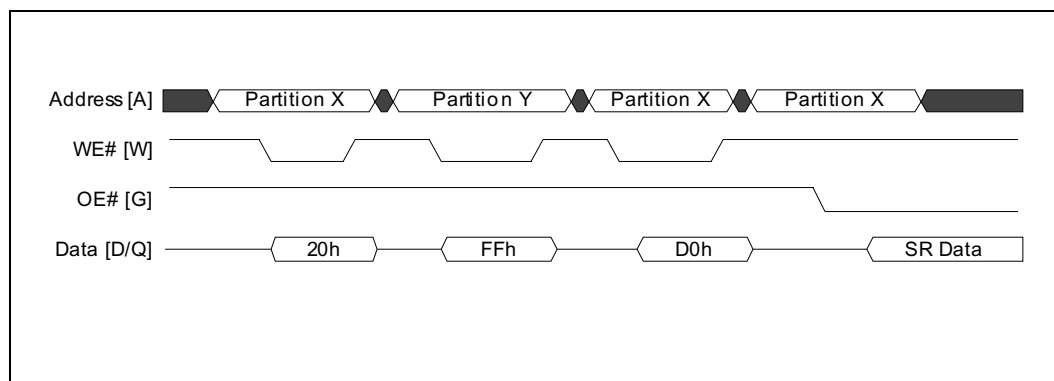 Address [A] Partition X Partition Y Partition X Partition X
WE# [W]
OE# [G]
Data [D/Q] 20h FFh D0h SR Data